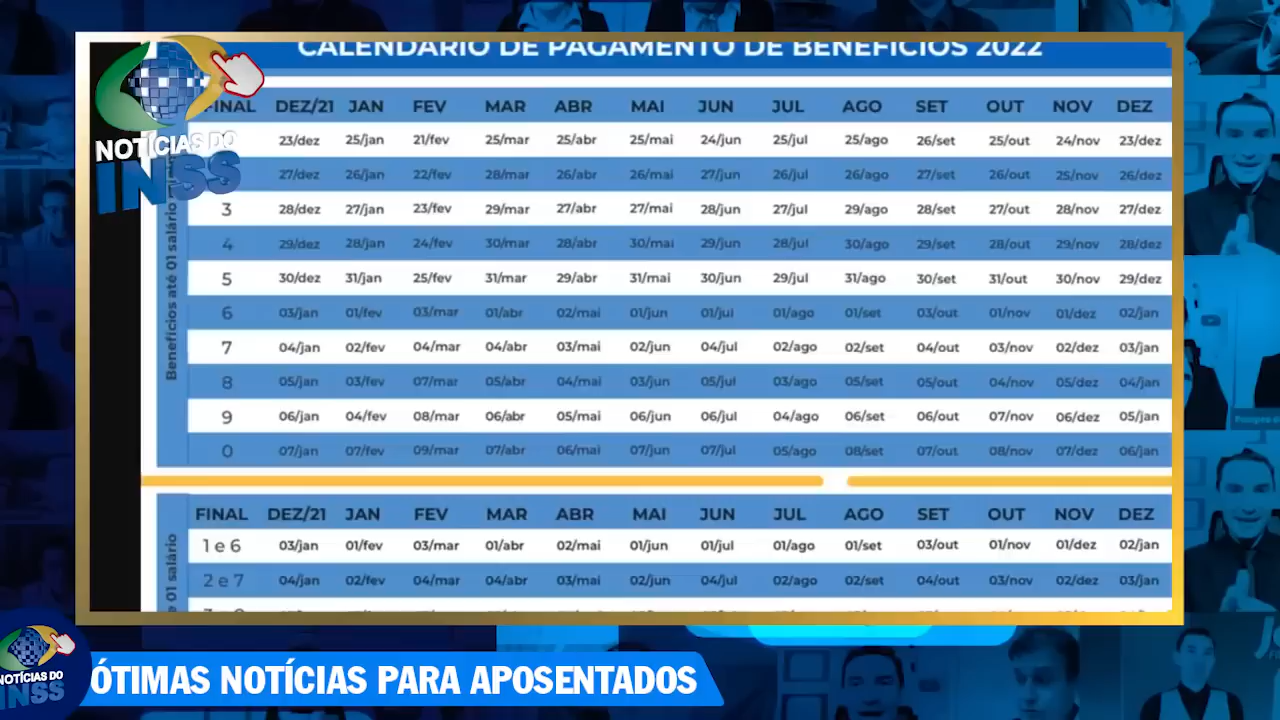 CALENDÁRIO DE PAGAMENTO DE BENEFÍCIOS 2022
FINAL DEZ/21 JAN FEV MAR ABR MAI JUN JUL AGO SET OUT NOV DEZ
23/dez 25/jan 21/fev 25/mar 25/abr 25/mai 24/jun 25/jul 25/ago 26/set 25/out 24/nov 23/dez
27/dez 26/jan 22/fev 28/mar 26/abr 26/mai 27/jun 26/jul 26/ago 27/set 26/out 25/nov 26/dez
3 28/dez 27/jan 23/fev 29/mar 27/abr 27/mai 28/jun 27/jul 29/ago 28/set 27/out 28/nov 27/dez
4 29/dez 28/jan 24/fev 30/mar 28/abr 30/mai 29/jun 28/jul 30/ago 29/set 28/out 29/nov 28/dez
5 30/dez 31/jan 25/fev 31/mar 29/abr 31/mai 30/jun 29/jul 31/ago 30/set 31/out 30/nov 29/dez
6 03/jan 01/fev 03/mar 01/abr 02/mai 01/jun 01/jul 01/ago 01/set 03/out 01/nov 01/dez 02/jan
7 04/jan 02/fev 04/mar 04/abr 03/mai 02/jun 04/jul 02/ago 02/set 04/out 03/nov 02/dez 03/jan
8 05/jan 03/fev 07/mar 05/abr 04/mai 03/jun 05/jul 03/ago 05/set 05/out 04/nov 05/dez 04/jan
9 06/jan 04/fev 08/mar 06/abr 05/mai 06/jun 06/jul 04/ago 06/set 06/out 07/nov 06/dez 05/jan
0 07/jan 07/fev 09/mar 07/abr 06/mai 07/jun 07/jul 05/ago 08/set 07/out 08/nov 07/dez 06/jan
Benefícios até 01 salário
FINAL DEZ/21 JAN FEV MAR ABR MAI JUN JUL AGO SET OUT NOV DEZ
1 e 6 03/jan 01/fev 03/mar 01/abr 02/mai 01/jun 01/jul 01/ago 01/set 03/out 01/nov 01/dez 02/jan
2 e 7 04/jan 02/fev 04/mar 04/abr 03/mai 02/jun 04/jul 02/ago 02/set 04/out 03/nov 02/dez 03/jan
01 salário
NOTÍCIAS DO
INSS
NOTÍCIAS DO
INSS
ÓTIMAS NOTÍCIAS PARA APOSENTADOS